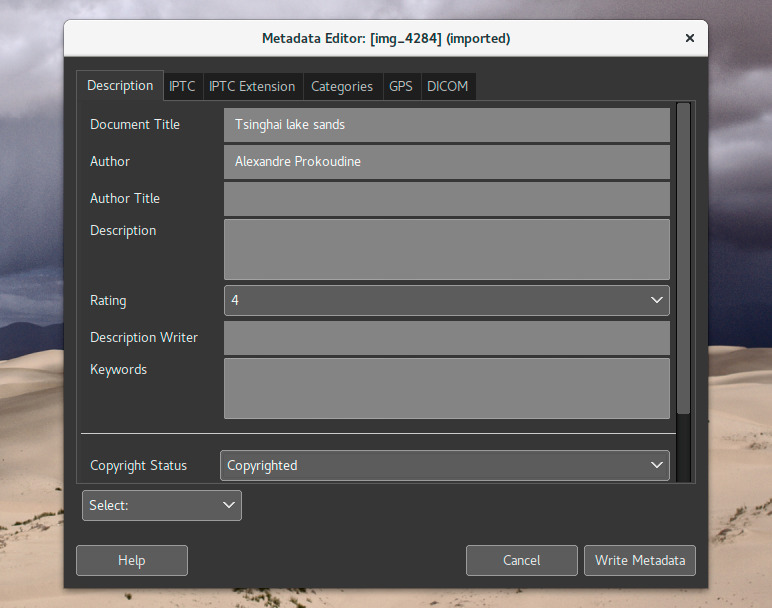 Metadata Editor: [img_4284] (imported)
Description IPTC IPTC Extension Categories GPS DICOM
Document Title Tsinghai lake sands
Author Alexandre Prokoudine
Author Title
Description
Rating 4
Description Writer
Keywords
Copyright Status Copyrighted
Select:
Help Cancel Write Metadata